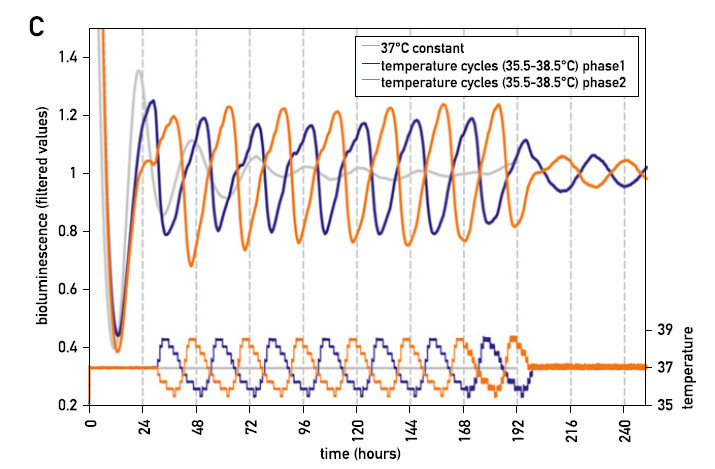 C
37°C constant
temperature cycles (35.5-38.5°C) phase1
temperature cycles (35.5-38.5°C) phase2
bioluminescence (filtered values)
1.4
1.2
1
0.8
0.6
0.4
0.2
39
37
35
temperature
0 24 48 72 96 120 144 168 192 216 240
time (hours)